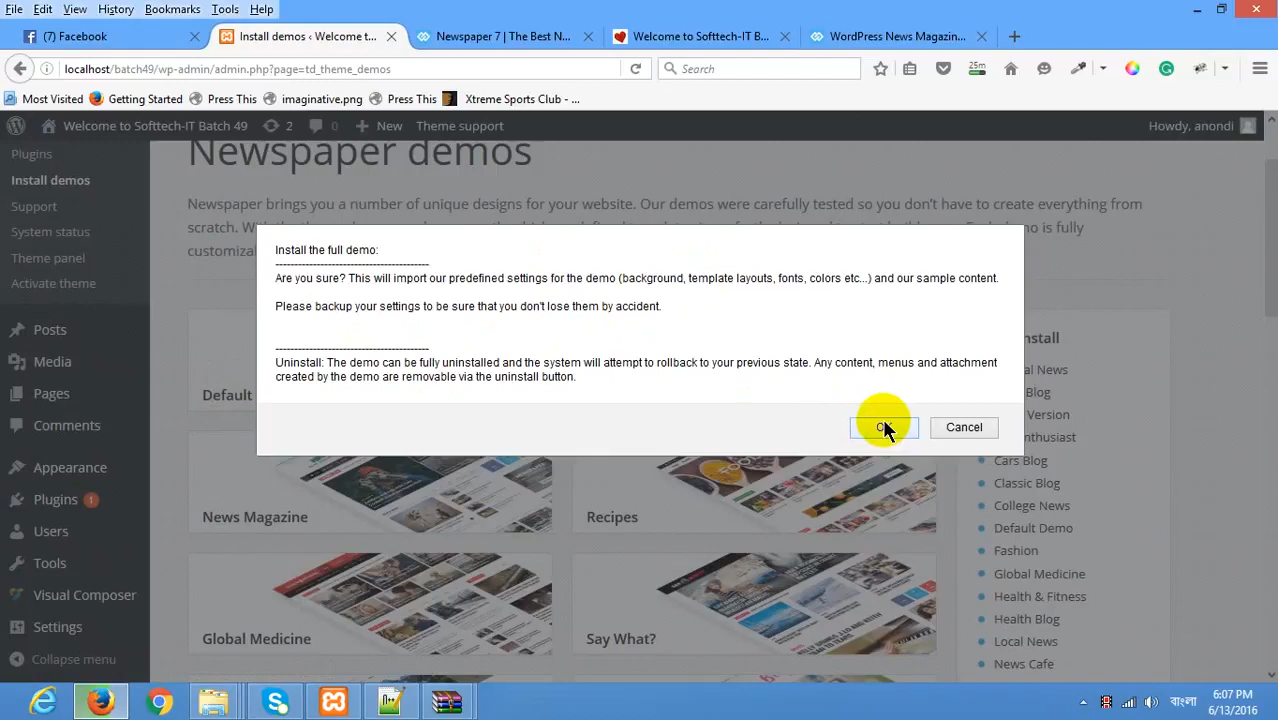 File Edit View History Bookmarks Tools Help
(7) Facebook
Install demos ‹ Welcome t...
Newspaper 7 | The Best N...
Welcome to Softtech-IT B...
WordPress News Magazin...
localhost/batch49/wp-admin/admin.php?page=td_theme_demos
Search
25m
Most Visited Getting Started Press This imaginative.png Press This Xtreme Sports Club - ...
Welcome to Softtech-IT Batch 49 2 0 New Theme support
Howdy, anondi
Plugins
Install demos
Support
System status
Theme panel
Activate theme
Posts
Media
Pages
Comments
Appearance
Plugins 1
Users
Tools
Visual Composer
Settings
Collapse menu
Newspaper demos
Newspaper brings you a number of unique designs for your website. Our demos were carefully tested so you don't have to create everything from
Install the full demo:
-----------------------------------------
Are you sure? This will import our predefined settings for the demo (background, template layouts, fonts, colors etc...) and our sample content.
Please backup your settings to be sure that you don't lose them by accident.
-----------------------------------------
Uninstall: The demo can be fully uninstalled and the system will attempt to rollback to your previous state. Any content, menus and attachment
created by the demo are removable via the uninstall button.
Cancel
Default
News Magazine
Recipes
Global Medicine
Say What?
Cars Blog
Classic Blog
College News
Default Demo
Fashion
Global Medicine
Health & Fitness
Health Blog
Local News
News Cafe
বাংলা
6:07 PM
6/13/2016